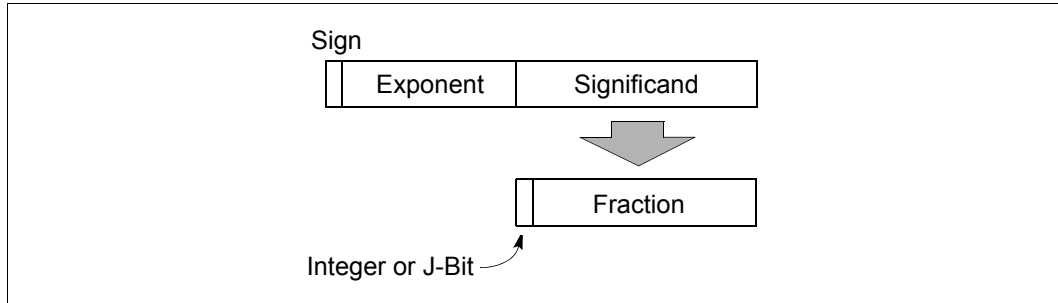 Sign
Exponent Significand
Fraction
Integer or J-Bit